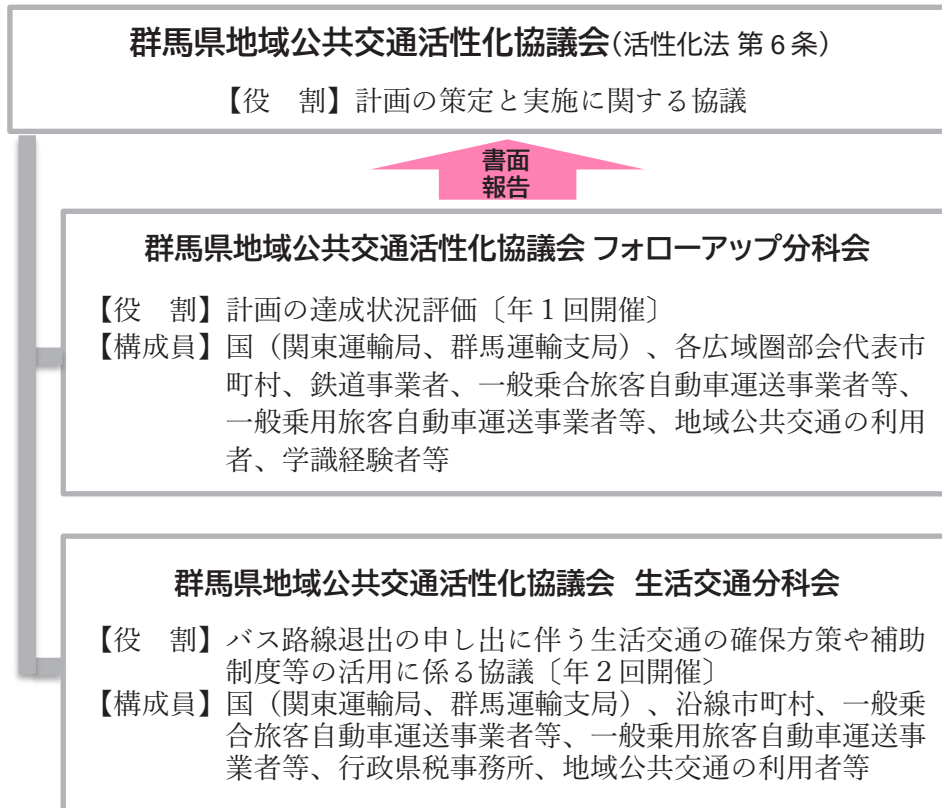 群馬県地域公共交通活性化協議会(活性化法 第6条)
【役　割】計画の策定と実施に関する協議
書面
報告
群馬県地域公共交通活性化協議会 フォローアップ分科会
【役　割】計画の達成状況評価〔年1回開催〕
【構成員】国（関東運輸局、群馬運輸支局）、各広域圏部会代表市
町村、鉄道事業者、一般乗合旅客自動車運送事業者等、
一般乗用旅客自動車運送事業者等、地域公共交通の利用
者、学識経験者等
群馬県地域公共交通活性化協議会 生活交通分科会
【役　割】バス路線退出の申し出に伴う生活交通の確保方策や補助
制度等の活用に係る協議〔年2回開催〕
【構成員】国（関東運輸局、群馬運輸支局）、沿線市町村、一般乗
合旅客自動車運送事業者等、一般乗用旅客自動車運送事
業者等、行政県税事務所、地域公共交通の利用者等